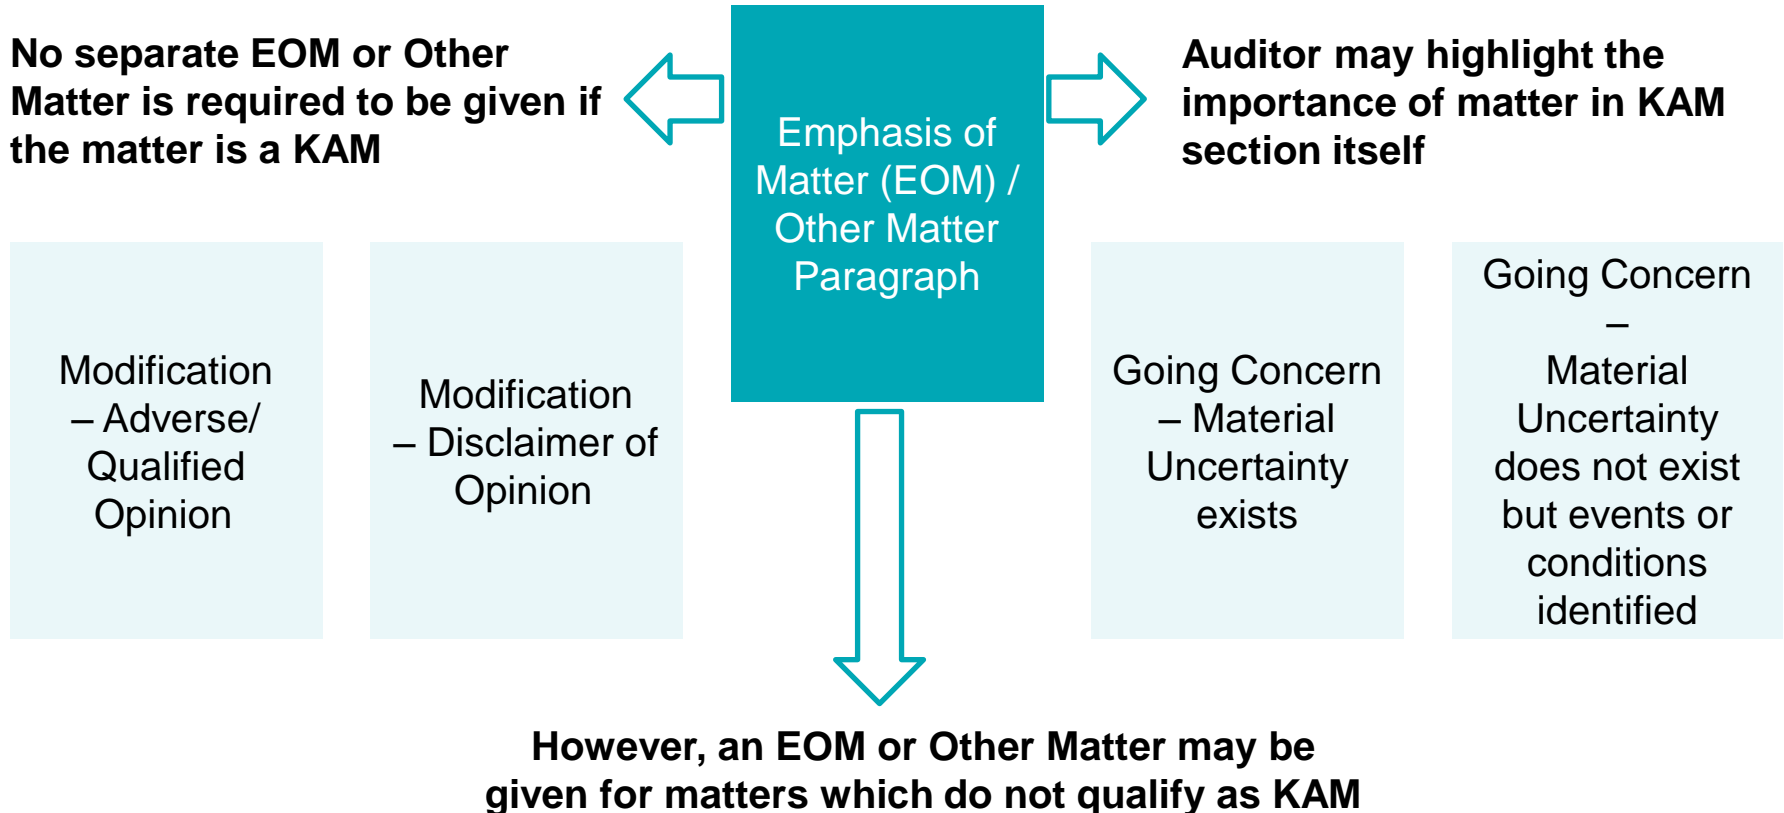 No separate EOM or Other
Matter is required to be given if
the matter is a KAM
Emphasis of
Matter (EOM) /
Other Matter
Paragraph
Auditor may highlight the
importance of matter in KAM
section itself
Modification
– Adverse/
Qualified
Opinion
Modification
– Disclaimer of
Opinion
Going Concern
– Material
Uncertainty
exists
Going Concern
–
Material
Uncertainty
does not exist
but events or
conditions
identified
However, an EOM or Other Matter may be
given for matters which do not qualify as KAM